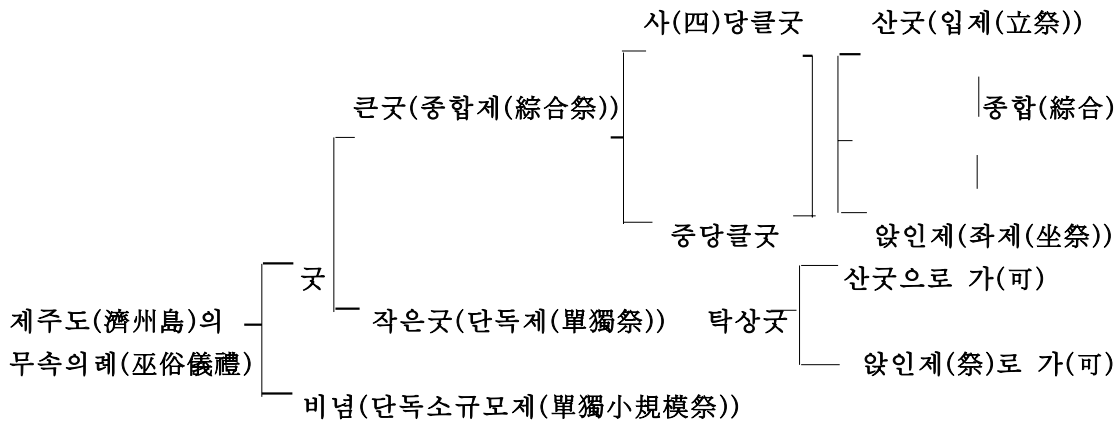 사(四)당클굿 산굿(입제(立祭))
큰굿(종합제(綜合祭)) 종합(綜合)
중당클굿 앉인제(좌제(坐祭))
굿 산굿으로 가(可)
제주도(濟州島)의 작은굿(단독제(單獨祭)) 탁상굿
무속의례(巫俗儀禮) 앉인제(祭)로 가(可)
비념(단독소규모제(單獨小規模祭))